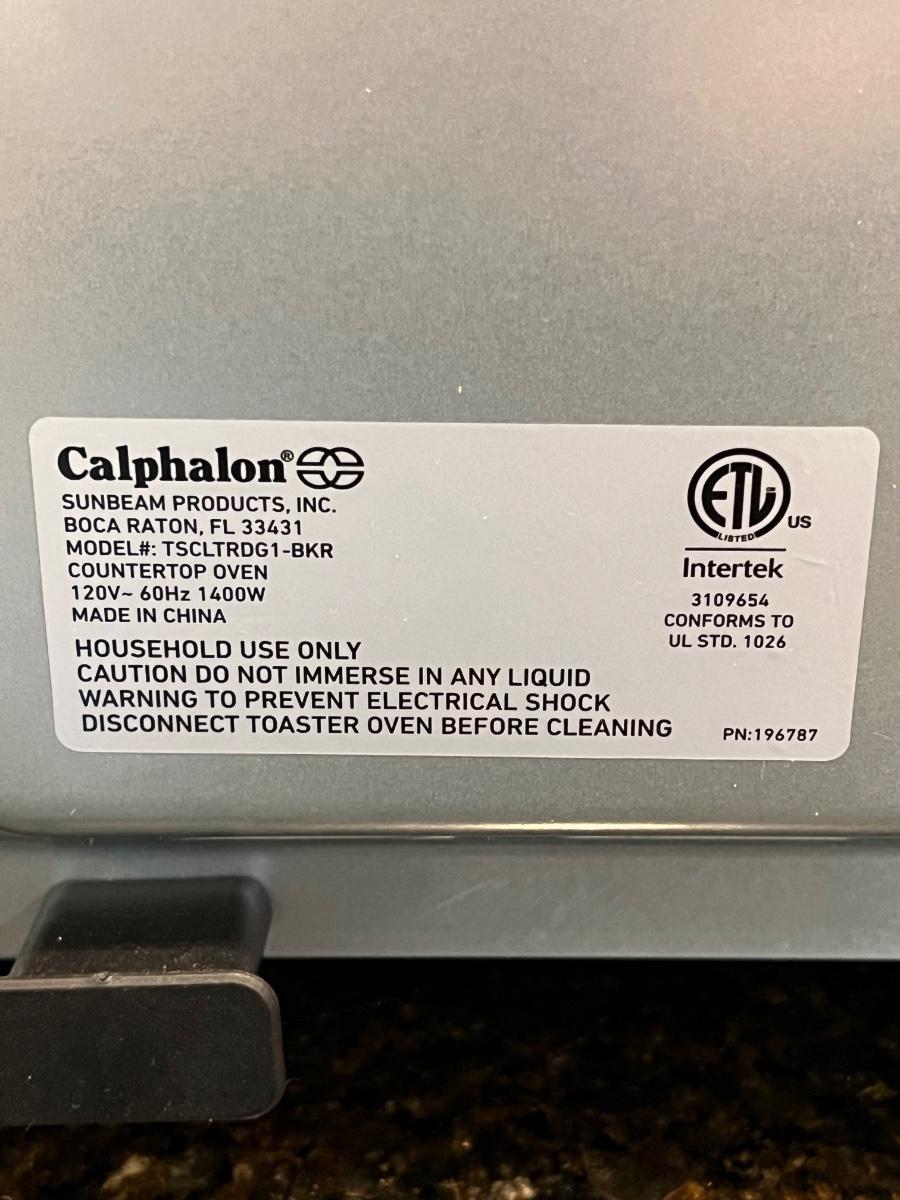 Calphalon®
SUNBEAM PRODUCTS, INC.
BOCA RATON, FL 33431
MODEL#: TSCLTRDG1-BKR
COUNTERTOP OVEN
120V~ 60Hz 1400W
MADE IN CHINA
HOUSEHOLD USE ONLY
CAUTION DO NOT IMMERSE IN ANY LIQUID
WARNING TO PREVENT ELECTRICAL SHOCK
DISCONNECT TOASTER OVEN BEFORE CLEANING
ETL
LISTED
US
Intertek
3109654
CONFORMS TO
UL STD. 1026
PN:196787